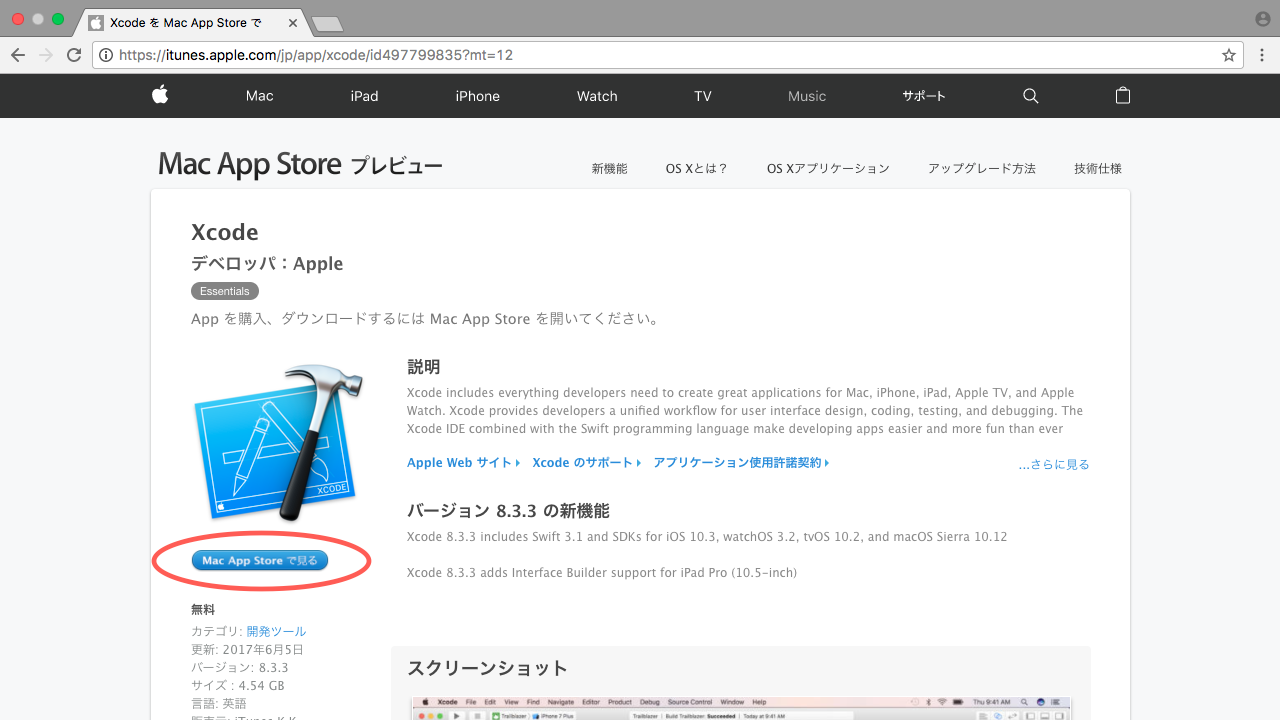 Xcode を Mac App Store で
https://itunes.apple.com/jp/app/xcode/id497799835?mt=12
Mac iPad iPhone Watch TV Music サポート
Mac App Store プレビュー
新機能 OS Xとは？ OS Xアプリケーション アップグレード方法 技術仕様
Xcode
デベロッパ：Apple
Essentials
App を購入、ダウンロードするには Mac App Store を開いてください。
説明
Xcode includes everything developers need to create great applications for Mac, iPhone, iPad, Apple TV, and Apple
Watch. Xcode provides developers a unified workflow for user interface design, coding, testing, and debugging. The
Xcode IDE combined with the Swift programming language make developing apps easier and more fun than ever
Apple Web サイト Xcode のサポート アプリケーション使用許諾契約
...さらに見る
XCODE
バージョン 8.3.3 の新機能
Xcode 8.3.3 includes Swift 3.1 and SDKs for iOS 10.3, watchOS 3.2, tvOS 10.2, and macOS Sierra 10.12
Xcode 8.3.3 adds Interface Builder support for iPad Pro (10.5-inch)
Mac App Store で見る
無料
カテゴリ: 開発ツール
更新: 2017年6月5日
バージョン: 8.3.3
サイズ : 4.54 GB
言語: 英語
販売元: iTunes K.K.
スクリーンショット
Xcode File Edit View Find Navigate Editor Product Debug Source Control Window Help Thu 9:41 AM
Trailblazer iPhone 7 Plus Trailblazer | Build Trailblazer Succeeded | Today at 9:41 AM